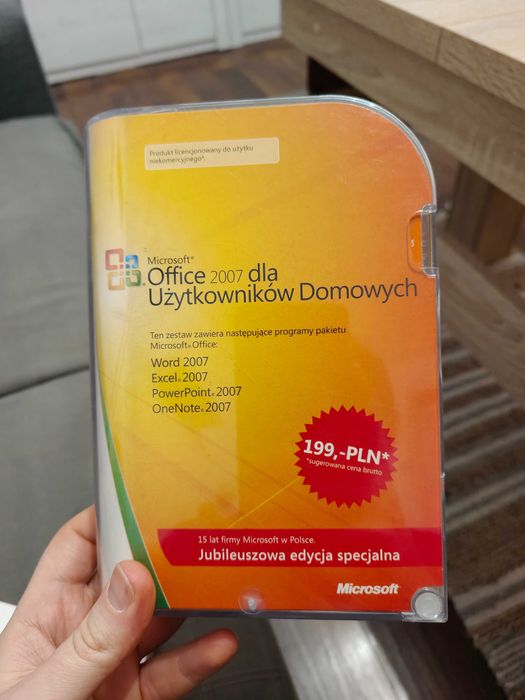 Produkt licencjonowany do użytku
niekomercyjnego*.
Microsoft®
Office 2007 dla
Użytkowników Domowych
Ten zestaw zawiera następujące programy pakietu
Microsoft® Office:
Word 2007
Excel® 2007
PowerPoint® 2007
OneNote® 2007
199,-PLN*
*sugerowana cena brutto
15 lat firmy Microsoft w Polsce.
Jubileuszowa edycja specjalna
Microsoft®